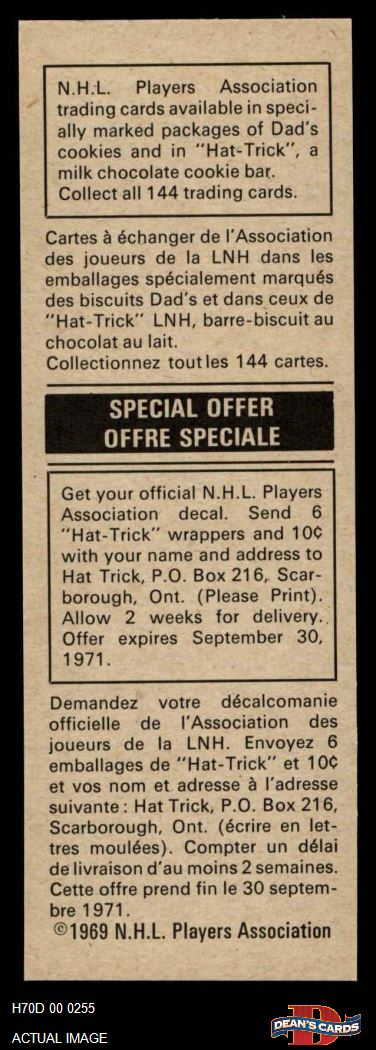 N.H.L. Players Association
trading cards available in speci-
ally marked packages of Dad's
cookies and in "Hat-Trick", a
milk chocolate cookie bar.
Collect all 144 trading cards.
Cartes à échanger de l'Association
des joueurs de la LNH dans les
emballages spécialement marqués
des biscuits Dad's et dans ceux de
"Hat-Trick" LNH, barre-biscuit au
chocolat au lait.
Collectionnez toutles 144 cartes.
SPECIAL OFFER
OFFRE SPECIALE
Get your official N.H.L. Players
Association decal. Send 6
"Hat-Trick" wrappers and 10¢
with your name and address to
Hat Trick, P.O. Box 216, Scar-
borough, Ont. (Please Print).
Allow 2 weeks for delivery.
Offer expires September 30,
1971.
Demandez votre décalcomanie
officielle de l'Association des
joueurs de la LNH. Envoyez 6
emballages de "Hat-Trick" et 10¢
et vos nom et adresse à l'adresse
suivante: Hat Trick, P.O. Box 216,
Scarborough, Ont. (écrire en let-
tres moulées). Compter un délai
de livraison d'au moins 2 semaines.
Cette offre prend fin le 30 septem-
bre 1971.
©1969 N.H.L. Players Association
H70D 00 0255
ACTUAL IMAGE
D
DEAN'S CARDS